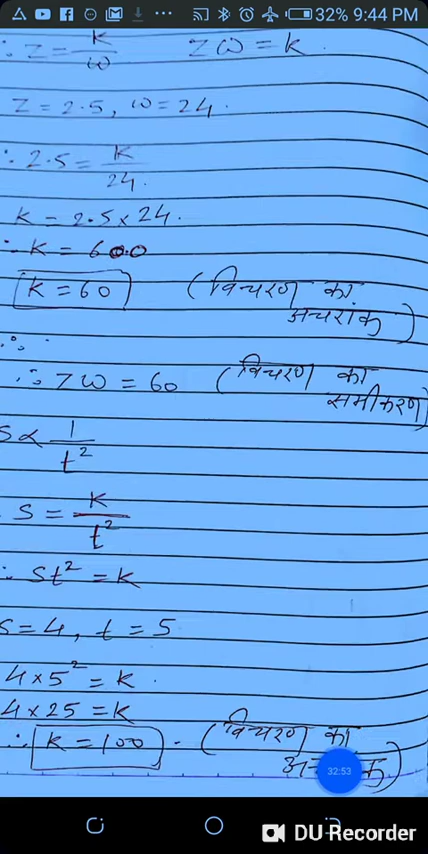 32% 9:44 PM
∴ z = k/ω    zω = k.
z = 2.5, ω = 24.
∴ 2.5 = k/24.
k = 2.5 × 24.
∴ k = 60.0
k = 60 (विचरण का
अचरांक)
∴ zω = 60 (विचरण का
समीकरण)
s ∝ 1/t²
s = k/t²
∴ st² = k
s = 4, t = 5
4 × 5² = k.
4 × 25 = k
∴ k = 100 - (विचरण का
32:53
DU Recorder